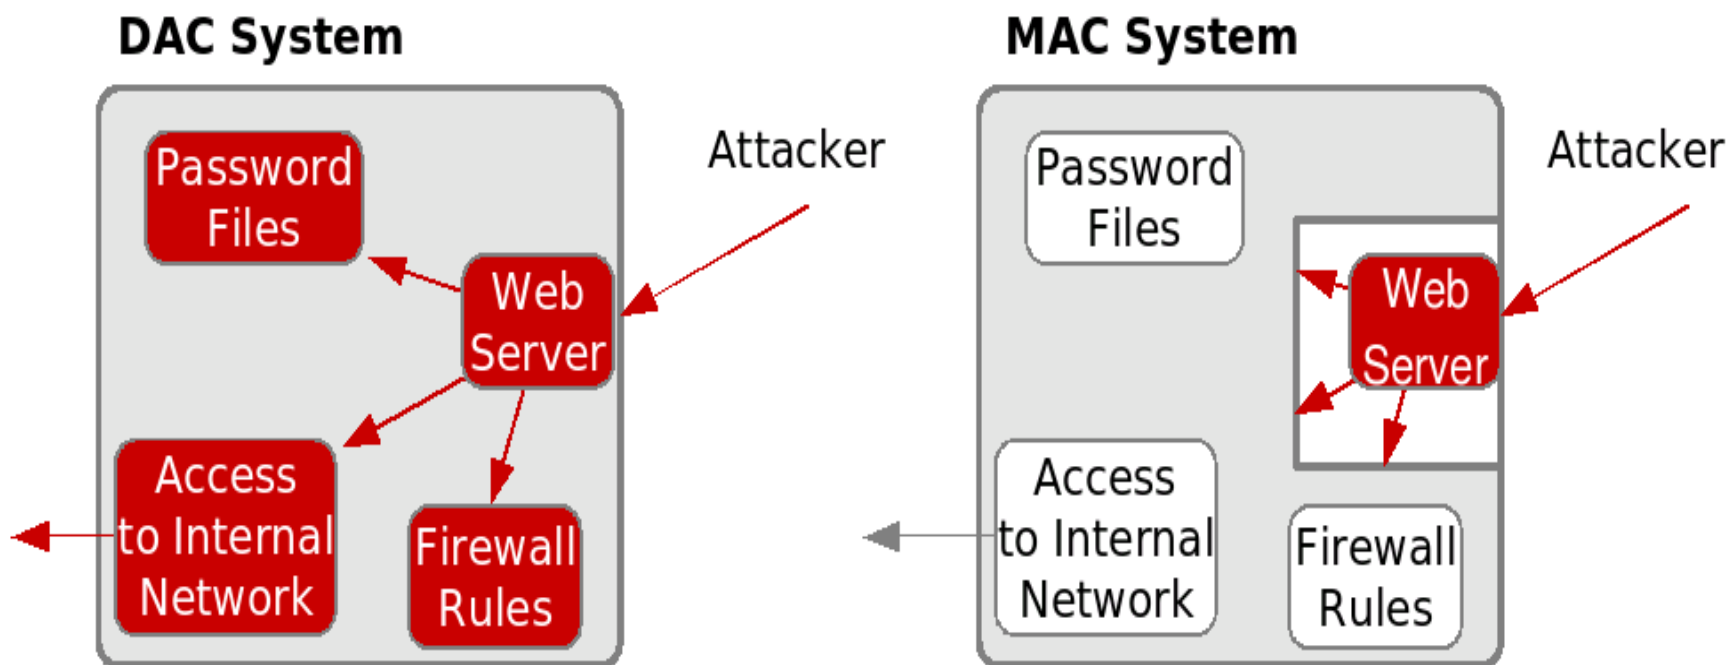 DAC System
Password
Files
Web
Server
Access
to Internal
Network
Firewall
Rules
Attacker
MAC System
Password
Files
Web
Server
Access
to Internal
Network
Firewall
Rules
Attacker